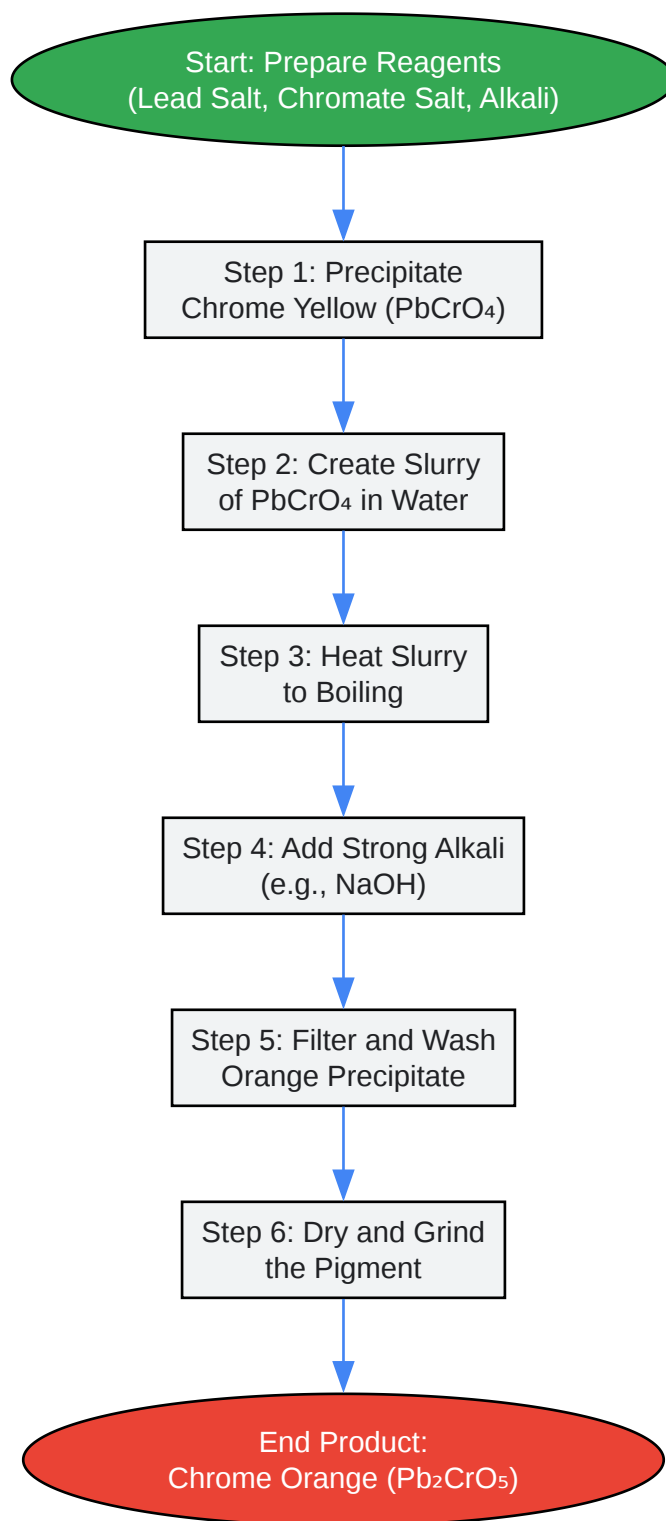 Start: Prepare Reagents
(Lead Salt, Chromate Salt, Alkali)
Step 1: Precipitate
Chrome Yellow (PbCrO₄)
Step 2: Create Slurry
of PbCrO₄ in Water
Step 3: Heat Slurry
to Boiling
Step 4: Add Strong Alkali
(e.g., NaOH)
Step 5: Filter and Wash
Orange Precipitate
Step 6: Dry and Grind
the Pigment
End Product:
Chrome Orange (Pb₂CrO₅)